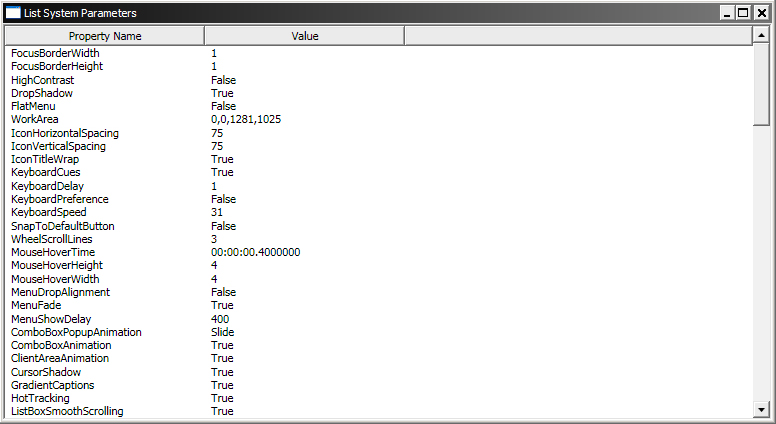 List System Parameters
Property Name Value
FocusBorderWidth 1
FocusBorderHeight 1
HighContrast False
DropShadow True
FlatMenu False
WorkArea 0,0,1281,1025
IconHorizontalSpacing 75
IconVerticalSpacing 75
IconTitleWrap True
KeyboardCues True
KeyboardDelay 1
KeyboardPreference False
KeyboardSpeed 31
SnapToDefaultButton False
WheelScrollLines 3
MouseHoverTime 00:00:00.4000000
MouseHoverHeight 4
MouseHoverWidth 4
MenuDropAlignment False
MenuFade True
MenuShowDelay 400
ComboBoxPopupAnimation Slide
ComboBoxAnimation True
ClientAreaAnimation True
CursorShadow True
GradientCaptions True
HotTracking True
ListBoxSmoothScrolling True